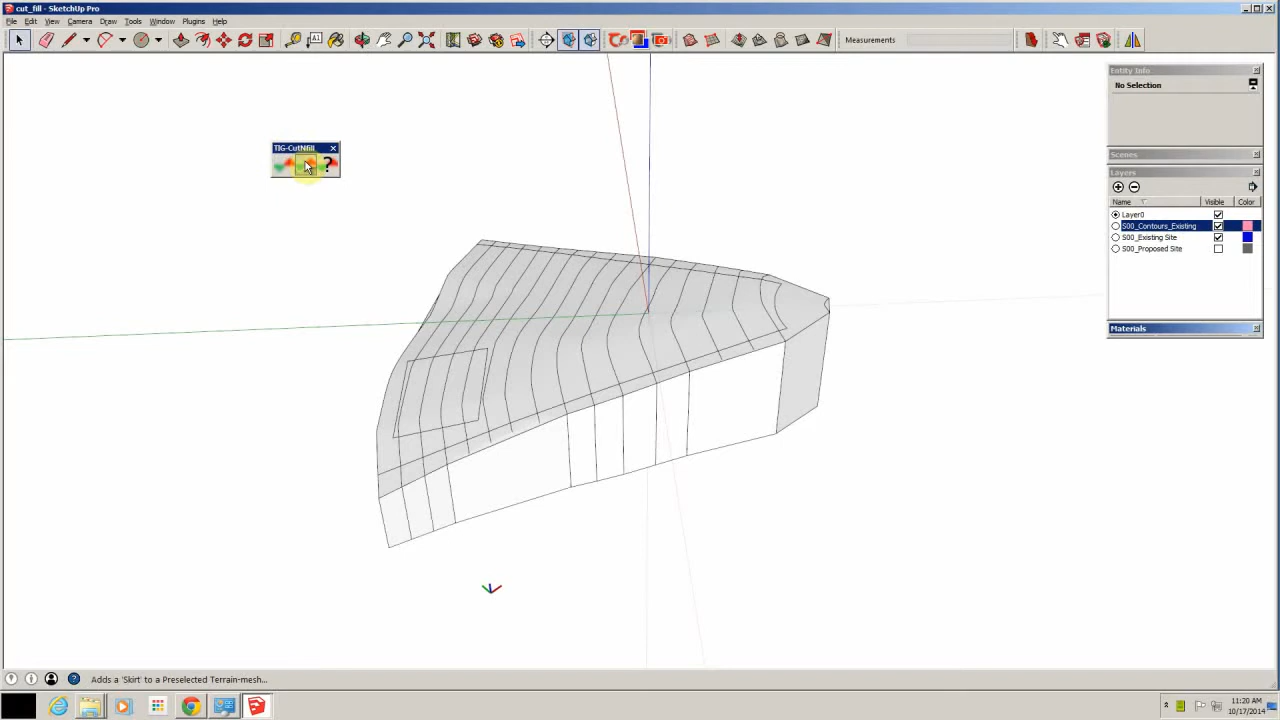 cut_fill - SketchUp Pro
File Edit View Camera Draw Tools Window Plugins Help
A1 Measurements
Entity Info
No Selection
TIG-CutNfill
?
Scenes
Layers
Name Visible Color
Layer0
S00_Contours_Existing
S00_Existing Site
S00_Proposed Site
Materials
Adds a 'Skirt' to a Preselected Terrain-mesh...
11:20 AM
10/17/2014